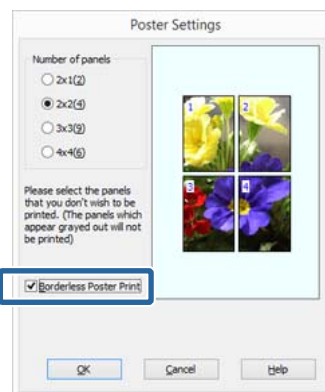 Poster Settings
Number of panels
2x1(2)
2x2(4)
3x3(9)
4x4(6)
Please select the panels
that you don't wish to be
printed. (The panels which
appear grayed out will not
be printed)
Borderless Poster Print
1
2
3
4
OK
Cancel
Help